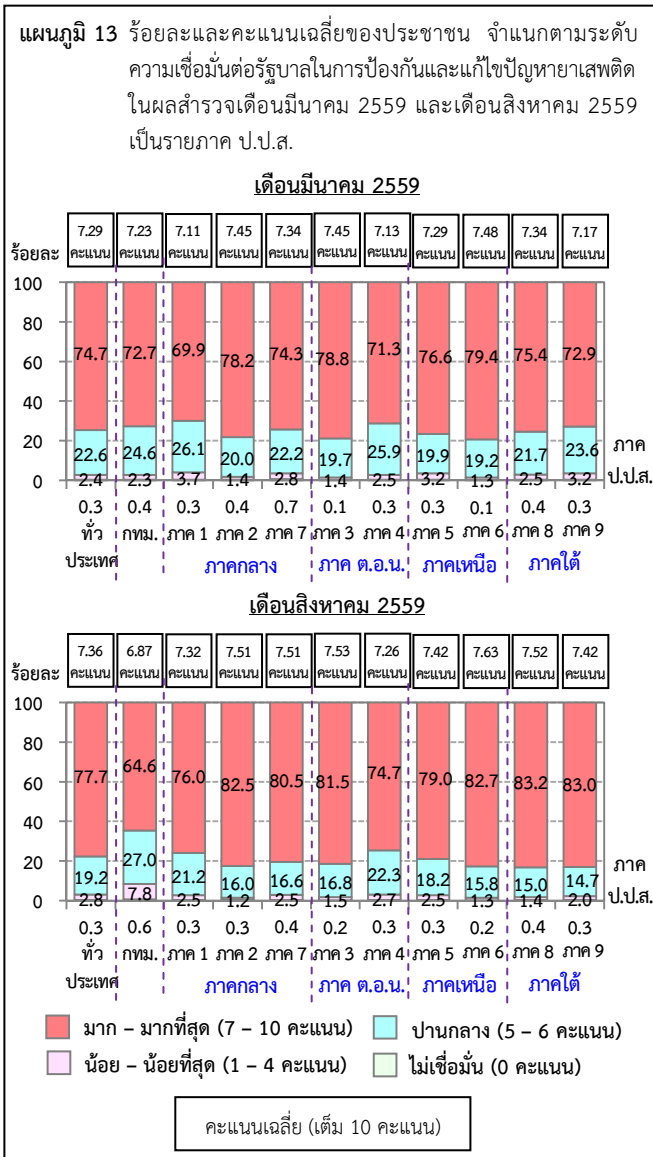 แผนภูมิ 13 ร้อยละและคะแนนเฉลี่ยของประชาชน จำแนกตามระดับ
ความเชื่อมั่นต่อรัฐบาลในการป้องกันและแก้ไขปัญหายาเสพติด
ในผลสำรวจเดือนมีนาคม 2559 และเดือนสิงหาคม 2559
เป็นรายภาค ป.ป.ส.
เดือนมีนาคม 2559
7.29 7.23 7.11 7.45 7.34 7.45 7.13 7.29 7.48 7.34 7.17
คะแนน คะแนน คะแนน คะแนน คะแนน คะแนน คะแนน คะแนน คะแนน คะแนน คะแนน
ร้อยละ
100
80
60 74.7 72.7 69.9 78.2 74.3 78.8 71.3 76.6 79.4 75.4 72.9
40
20 22.6 24.6 26.1 20.0 22.2 19.7 25.9 19.9 19.2 21.7 23.6 ภาค
0 2.4 2.3 3.7 1.4 2.8 1.4 2.5 3.2 1.3 2.5 3.2 ป.ป.ส.
0.3 0.4 0.3 0.4 0.7 0.1 0.3 0.3 0.1 0.4 0.3
ทั่ว กทม. ภาค 1 ภาค 2 ภาค 7 ภาค 3 ภาค 4 ภาค 5 ภาค 6 ภาค 8 ภาค 9
ประเทศ ภาคกลาง ภาค ต.อ.น. ภาคเหนือ ภาคใต้
เดือนสิงหาคม 2559
7.36 6.87 7.32 7.51 7.51 7.53 7.26 7.42 7.63 7.52 7.42
คะแนน คะแนน คะแนน คะแนน คะแนน คะแนน คะแนน คะแนน คะแนน คะแนน คะแนน
ร้อยละ
100
80
60 77.7 64.6 76.0 82.5 80.5 81.5 74.7 79.0 82.7 83.2 83.0
40
20 19.2 27.0 21.2 16.0 16.6 16.8 22.3 18.2 15.8 15.0 14.7 ภาค
0 2.8 7.8 2.5 1.2 2.5 1.5 2.7 2.5 1.3 1.4 2.0 ป.ป.ส.
0.3 0.6 0.3 0.3 0.4 0.2 0.3 0.3 0.2 0.4 0.3
ทั่ว กทม. ภาค 1 ภาค 2 ภาค 7 ภาค 3 ภาค 4 ภาค 5 ภาค 6 ภาค 8 ภาค 9
ประเทศ ภาคกลาง ภาค ต.อ.น. ภาคเหนือ ภาคใต้
มาก – มากที่สุด (7 – 10 คะแนน) ปานกลาง (5 – 6 คะแนน)
น้อย – น้อยที่สุด (1 – 4 คะแนน) ไม่เชื่อมั่น (0 คะแนน)
คะแนนเฉลี่ย (เต็ม 10 คะแนน)